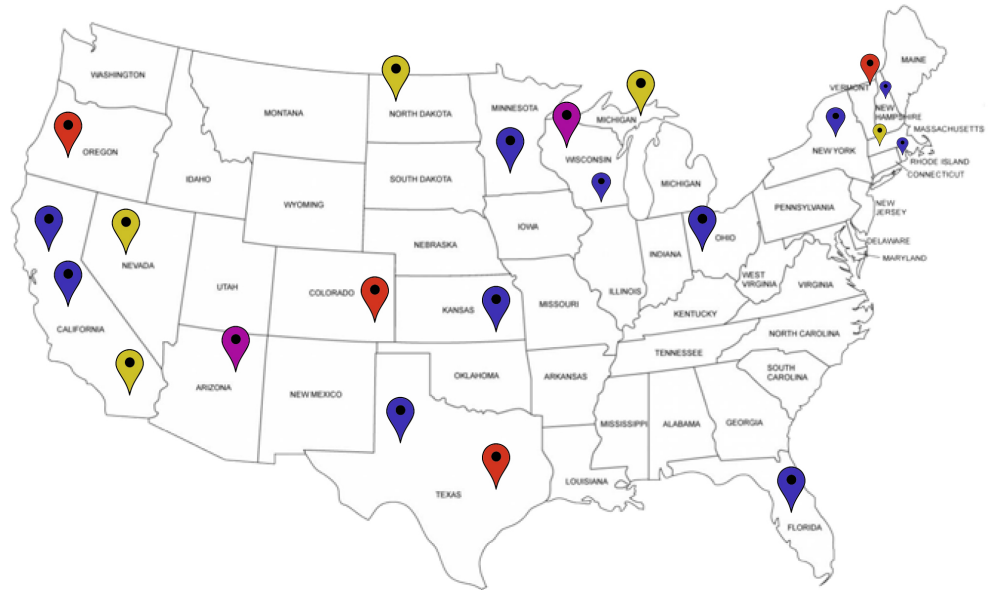 WASHINGTON
MAINE
MONTANA
NORTH DAKOTA
MINNESOTA
MICHIGAN
VERMONT
NEW
HAMPSHIRE
MASSACHUSETTS
OREGON
IDAHO
WYOMING
SOUTH DAKOTA
WISCONSIN
MICHIGAN
NEW YORK
RHODE ISLAND
CONNECTICUT
NEW
JERSEY
PENNSYLVANIA
IOWA
NEBRASKA
NEVADA
UTAH
COLORADO
KANSAS
MISSOURI
ILLINOIS
INDIANA
OHIO
WEST
VIRGINIA
VIRGINIA
DELAWARE
MARYLAND
KENTUCKY
CALIFORNIA
NORTH CAROLINA
TENNESSEE
SOUTH
CAROLINA
ARIZONA
NEW MEXICO
OKLAHOMA
ARKANSAS
MISSISSIPPI
ALABAMA
GEORGIA
TEXAS
LOUISIANA
FLORIDA